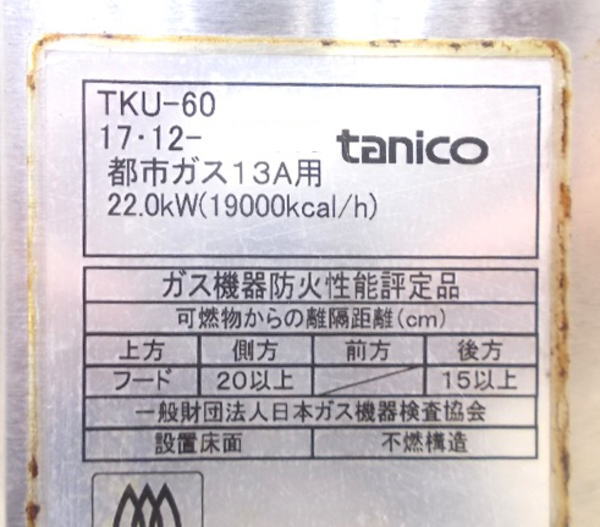 TKU-60
17・12-
tanico
都市ガス13A用
22.0kW(19000kcal/h)
ガス機器防火性能評定品
可燃物からの離隔距離(cm)
上方 側方 前方 後方
フード 20以上 15以上
一般財団法人日本ガス機器検査協会
設置床面 不燃構造